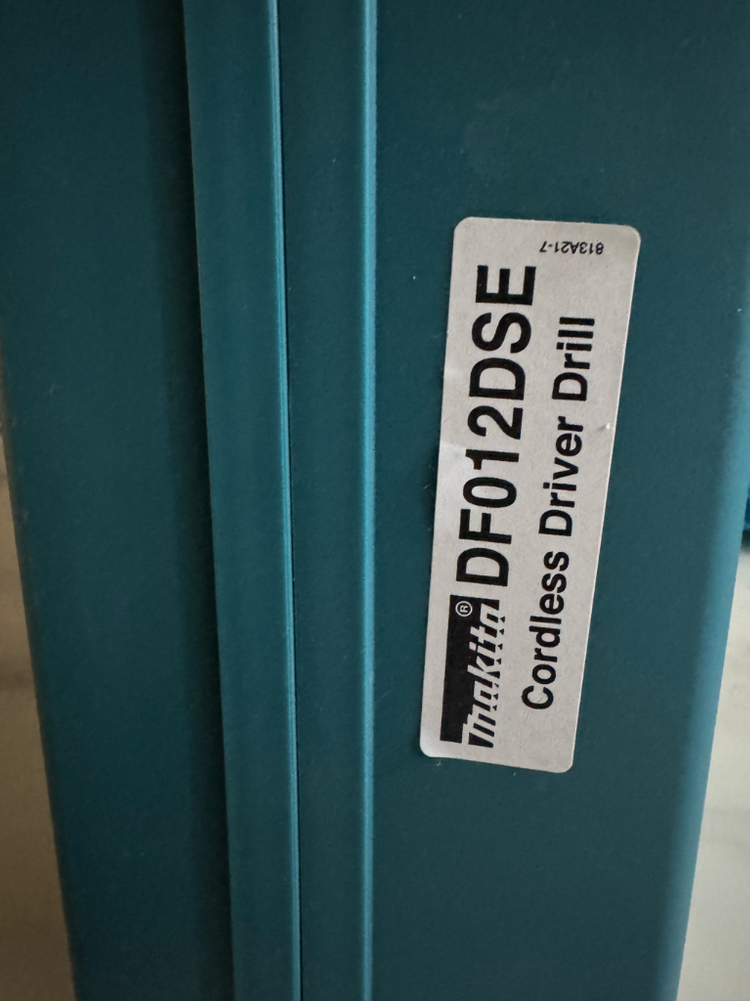 makita® DF012DSE
Cordless Driver Drill
813A21-7